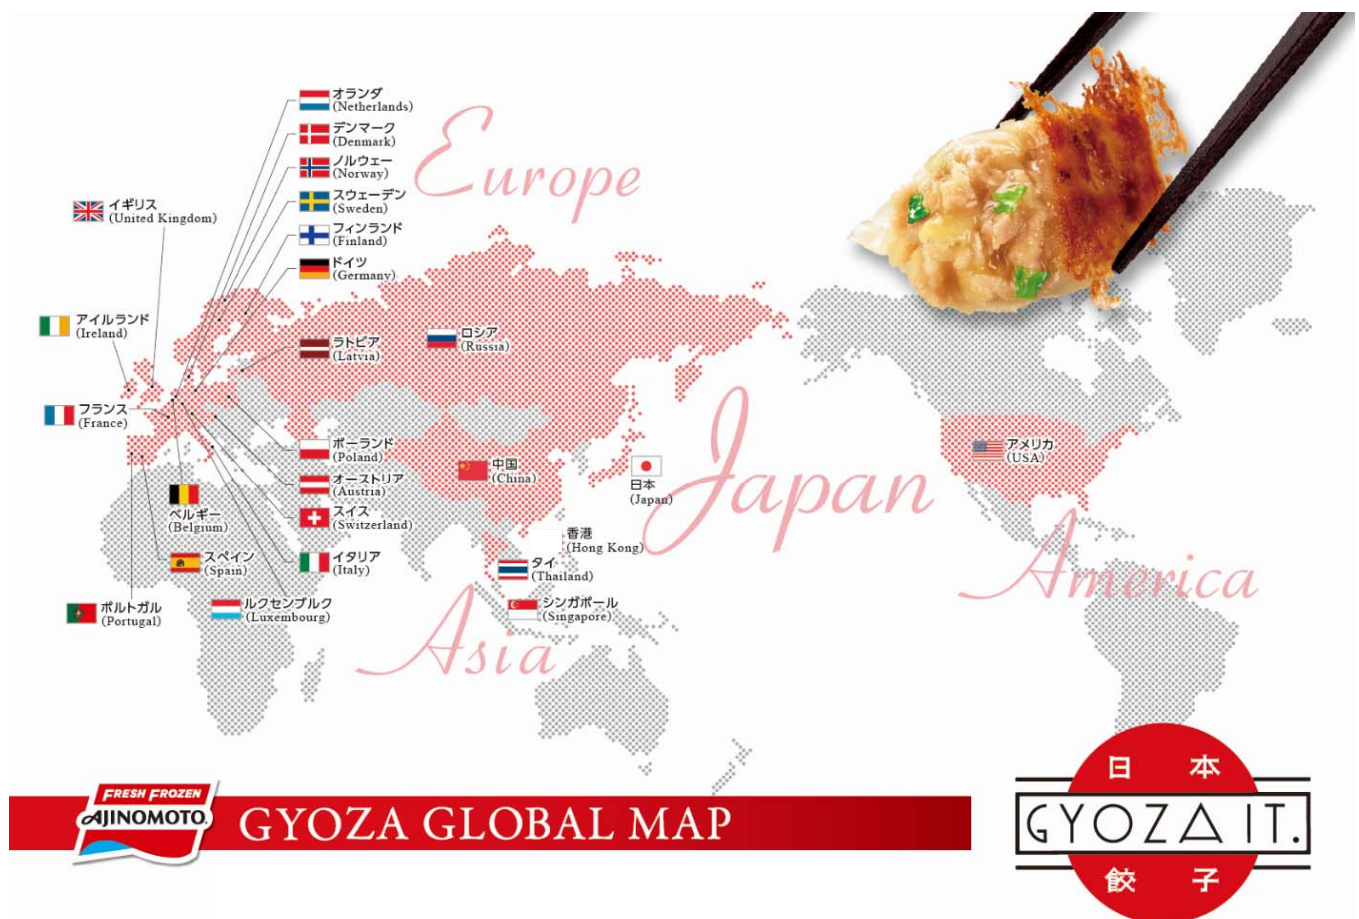 オランダ
(Netherlands)
デンマーク
(Denmark)
ノルウェー
(Norway)
スウェーデン
(Sweden)
フィンランド
(Finland)
ドイツ
(Germany)
Europe
イギリス
(United Kingdom)
アイルランド
(Ireland)
ラトビア
(Latvia)
ロシア
(Russia)
フランス
(France)
ポーランド
(Poland)
オーストリア
(Austria)
スイス
(Switzerland)
イタリア
(Italy)
ベルギー
(Belgium)
スペイン
(Spain)
ポルトガル
(Portugal)
ルクセンブルク
(Luxembourg)
中国
(China)
日本
(Japan)
Japan
香港
(Hong Kong)
タイ
(Thailand)
シンガポール
(Singapore)
Asia
アメリカ
(USA)
America
FRESH FROZEN
AJINOMOTO
GYOZA GLOBAL MAP
日本
GYOZA IT.
餃子